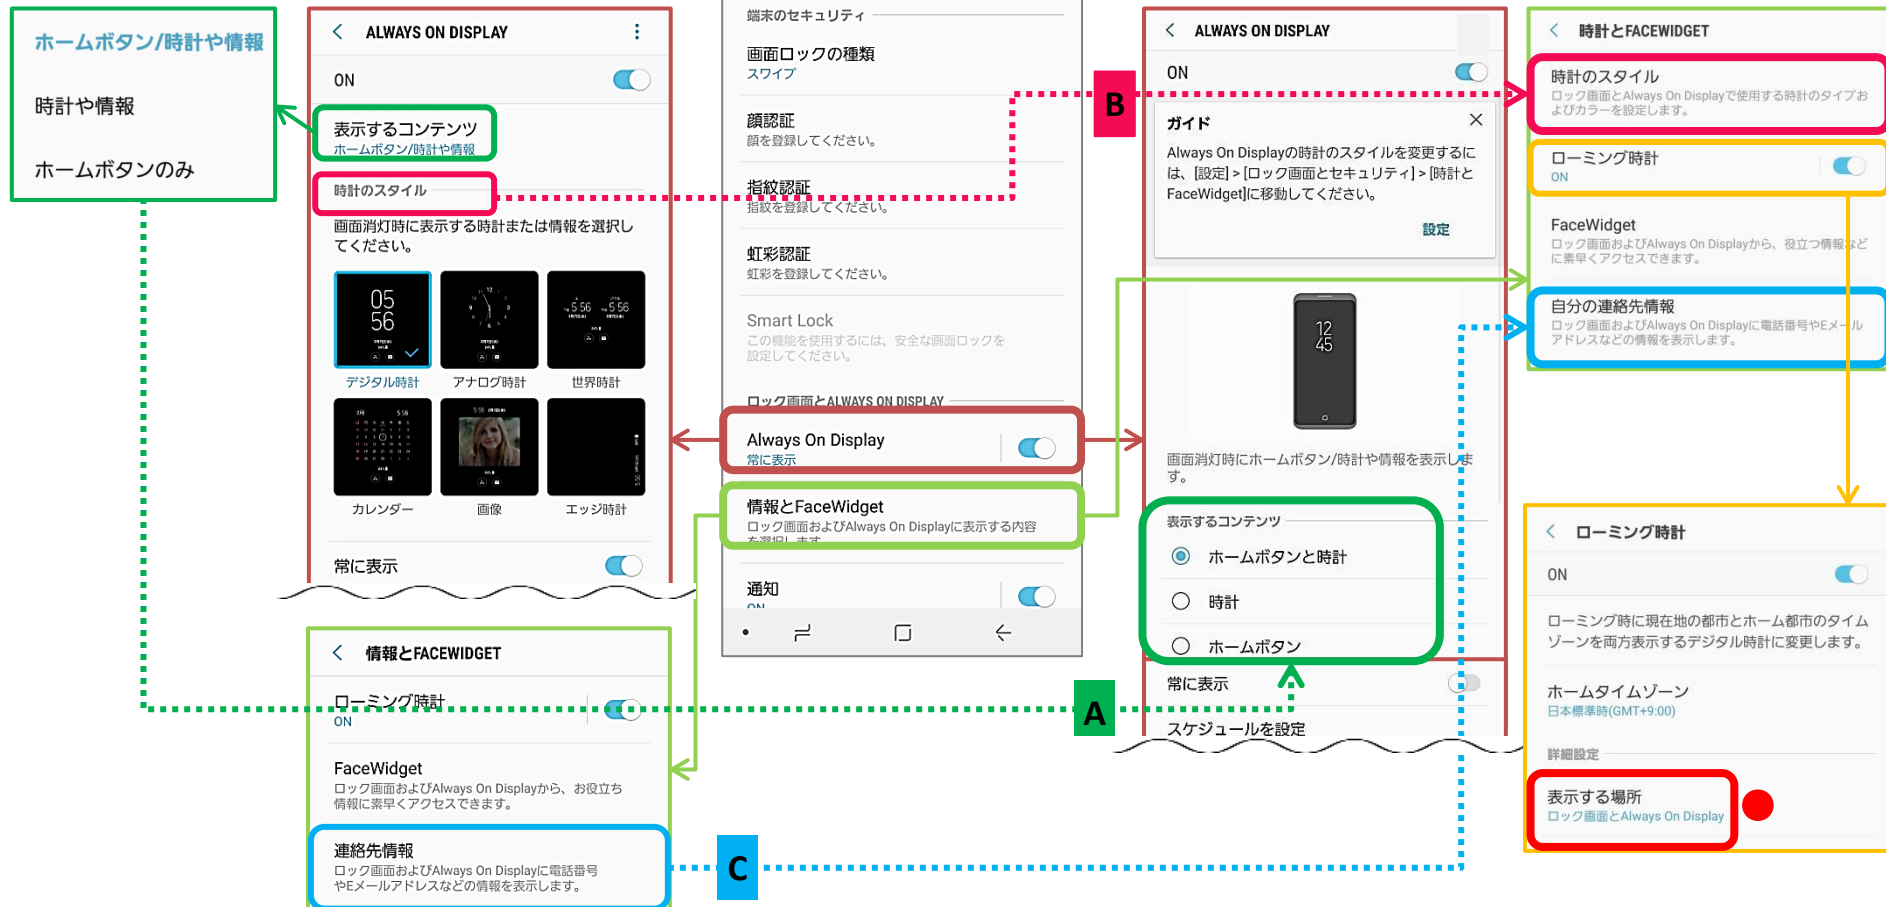 ホームボタン/時計や情報
時計や情報
ホームボタンのみ
ALWAYS ON DISPLAY
ON
表示するコンテンツ
ホームボタン/時計や情報
時計のスタイル
画面消灯時に表示する時計または情報を選択し
てください。
05
56
デジタル時計
アナログ時計
世界時計
5:56
5:56
カレンダー
画像
エッジ時計
常に表示
情報とFACEWIDGET
ローミング時計
ON
FaceWidget
ロック画面およびAlways On Displayから、お役立ち
情報に素早くアクセスできます。
連絡先情報
ロック画面およびAlways On Displayに電話番号
やEメールアドレスなどの情報を表示します。
端末のセキュリティ
画面ロックの種類
スワイプ
顔認証
顔を登録してください。
指紋認証
指紋を登録してください。
虹彩認証
虹彩を登録してください。
Smart Lock
この機能を使用するには、安全な画面ロックを
設定してください。
ロック画面とALWAYS ON DISPLAY
Always On Display
常に表示
情報とFaceWidget
ロック画面およびAlways On Displayに表示する内容
を選択します
通知
ON
A
B
C
ALWAYS ON DISPLAY
ON
ガイド
Always On Displayの時計のスタイルを変更するに
は、[設定] > [ロック画面とセキュリティ] > [時計と
FaceWidget]に移動してください。
設定
12
45
画面消灯時にホームボタン/時計や情報を表示しま
す。
表示するコンテンツ
ホームボタンと時計
時計
ホームボタン
常に表示
スケジュールを設定
時計とFACEWIDGET
時計のスタイル
ロック画面とAlways On Displayで使用する時計のタイプお
よびカラーを設定します。
ローミング時計
ON
FaceWidget
ロック画面およびAlways On Displayから、役立つ情報など
に素早くアクセスできます。
自分の連絡先情報
ロック画面およびAlways On Displayに電話番号やEメール
アドレスなどの情報を表示します。
ローミング時計
ON
ローミング時に現在地の都市とホーム都市のタイム
ゾーンを両方表示するデジタル時計に変更します。
ホームタイムゾーン
日本標準時(GMT+9:00)
詳細設定
表示する場所
ロック画面とAlways On Display